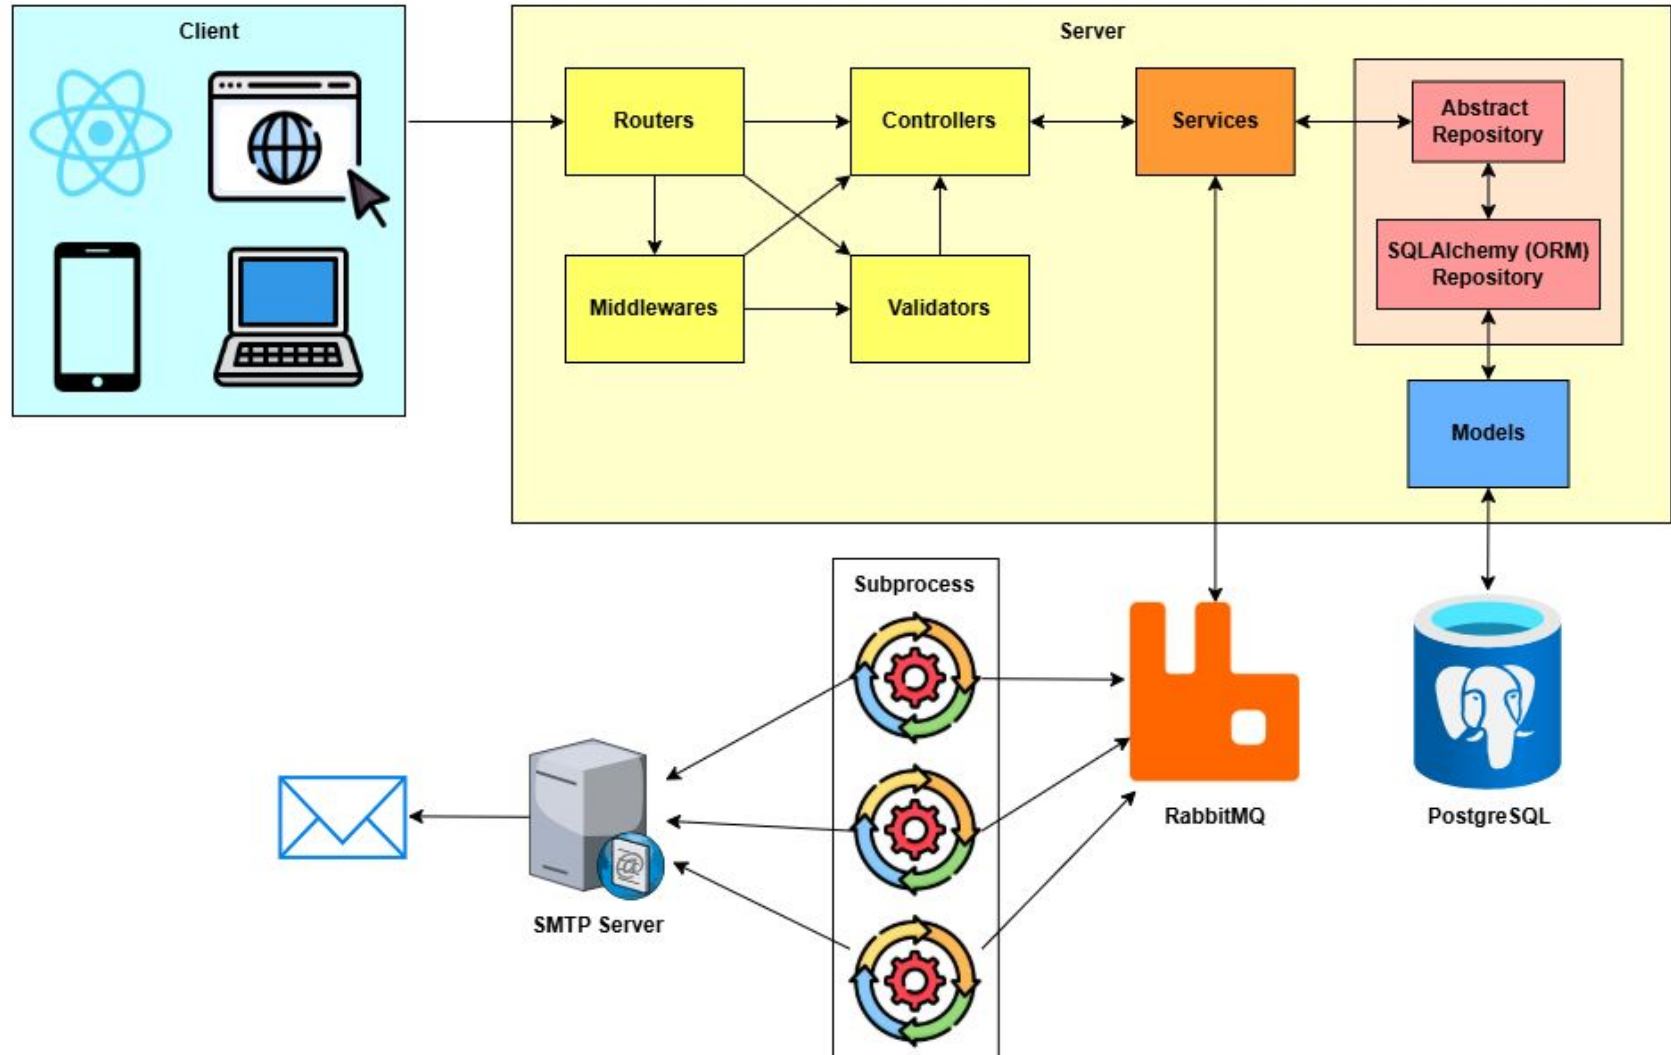 Client
Server
Routers
Controllers
Services
Abstract
Repository
SQLAlchemy (ORM)
Repository
Middlewares
Validators
Models
Subprocess
RabbitMQ
PostgreSQL
SMTP Server
@